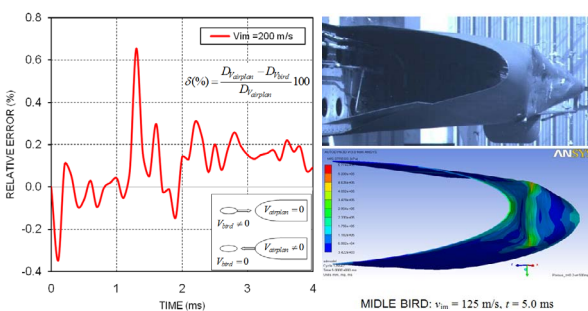 0.8
0.6
0.4
0.2
0.0
-0.2
-0.4
RELATIVE ERROR (%)
0
1
2
3
4
TIME (ms)
Vim =200 m/s
δ(%) = (D_Vairplan − D_Vbird) / D_Vairplan 100
V_airplan = 0
V_bird ≠ 0
V_airplan ≠ 0
V_bird = 0
ANSYS
MIDLE BIRD: v_im = 125 m/s, t = 5.0 ms